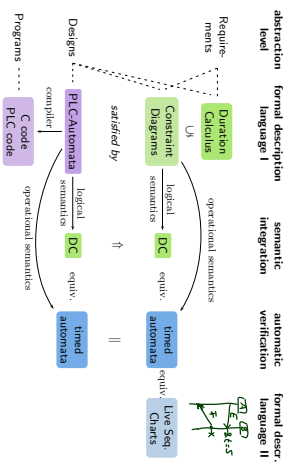 abstraction
level
formal description
language I
semantic
integration
automatic
verification
formal descr.
language II
Require-
ments
Duration
Calculus
⊆
Constraint
Diagrams
logical
semantics
DC
equiv.
timed
automata
equiv.
Live Seq.
Charts
operational semantics
satisfied by
⇑
||
Designs
PLC-Automata
logical
semantics
DC
equiv.
timed
automata
operational semantics
compiler
Programs
C code
PLC code
A
B
E
F